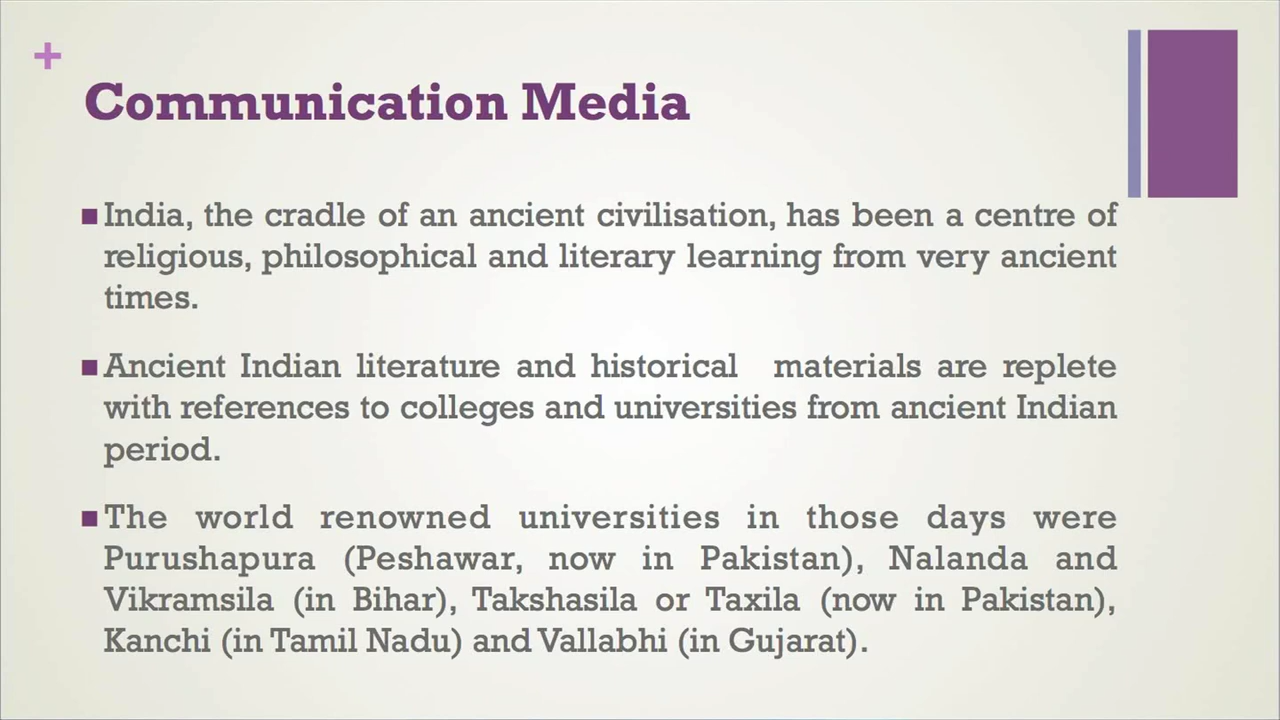 +
Communication Media
■ India, the cradle of an ancient civilisation, has been a centre of
religious, philosophical and literary learning from very ancient
times.
■ Ancient Indian literature and historical materials are replete
with references to colleges and universities from ancient Indian
period.
■ The world renowned universities in those days were
Purushapura (Peshawar, now in Pakistan), Nalanda and
Vikramsila (in Bihar), Takshasila or Taxila (now in Pakistan),
Kanchi (in Tamil Nadu) and Vallabhi (in Gujarat).